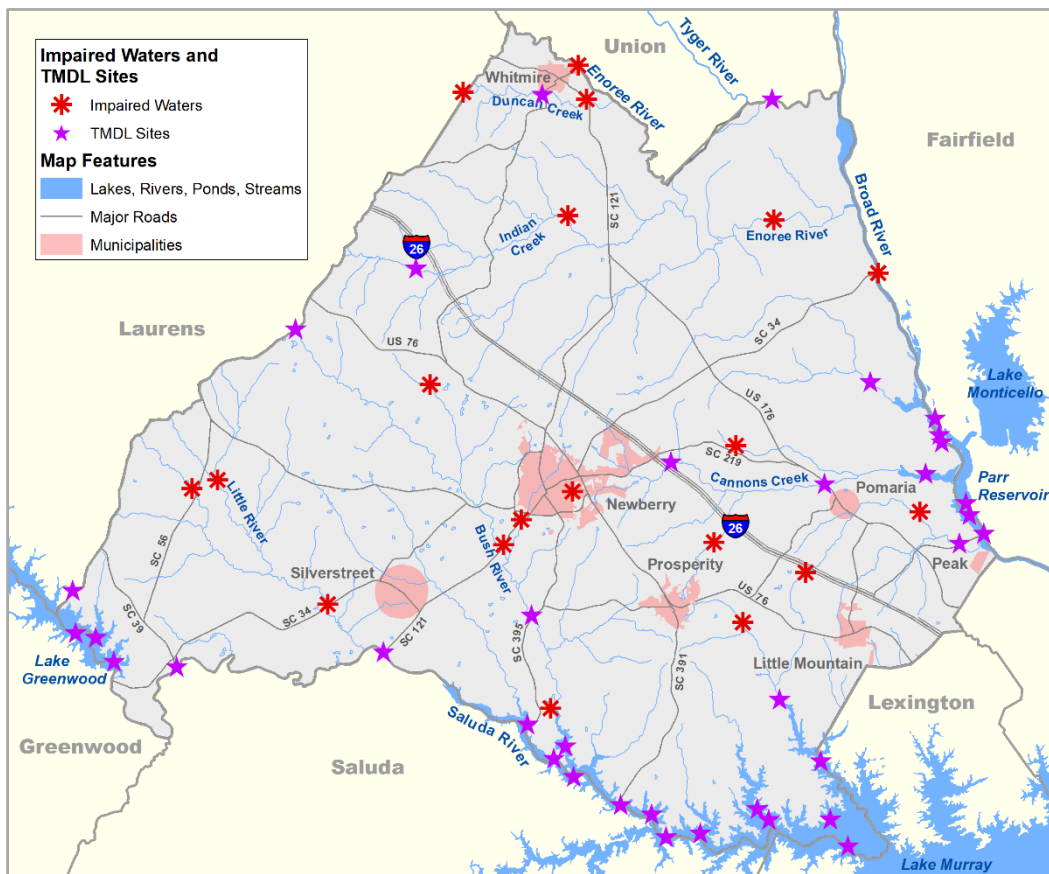 Impaired Waters and
TMDL Sites
Impaired Waters
TMDL Sites
Map Features
Lakes, Rivers, Ponds, Streams
Major Roads
Municipalities
Union
Tyger River
Enoree River
Whitmire
Duncan Creek
Fairfield
Broad River
SC 121
Indian
Creek
Enoree River
26
Laurens
US 76
SC 34
Lake
Monticello
US 176
SC 219
Cannons Creek
Pomaria
Parr
Reservoir
Little River
Newberry
26
Bush River
SC 56
Silverstreet
Prosperity
Peak
US 76
SC 34
SC 121
SC 39
SC 395
SC 391
Lake
Greenwood
Little Mountain
Lexington
Saluda River
Greenwood
Saluda
Lake Murray